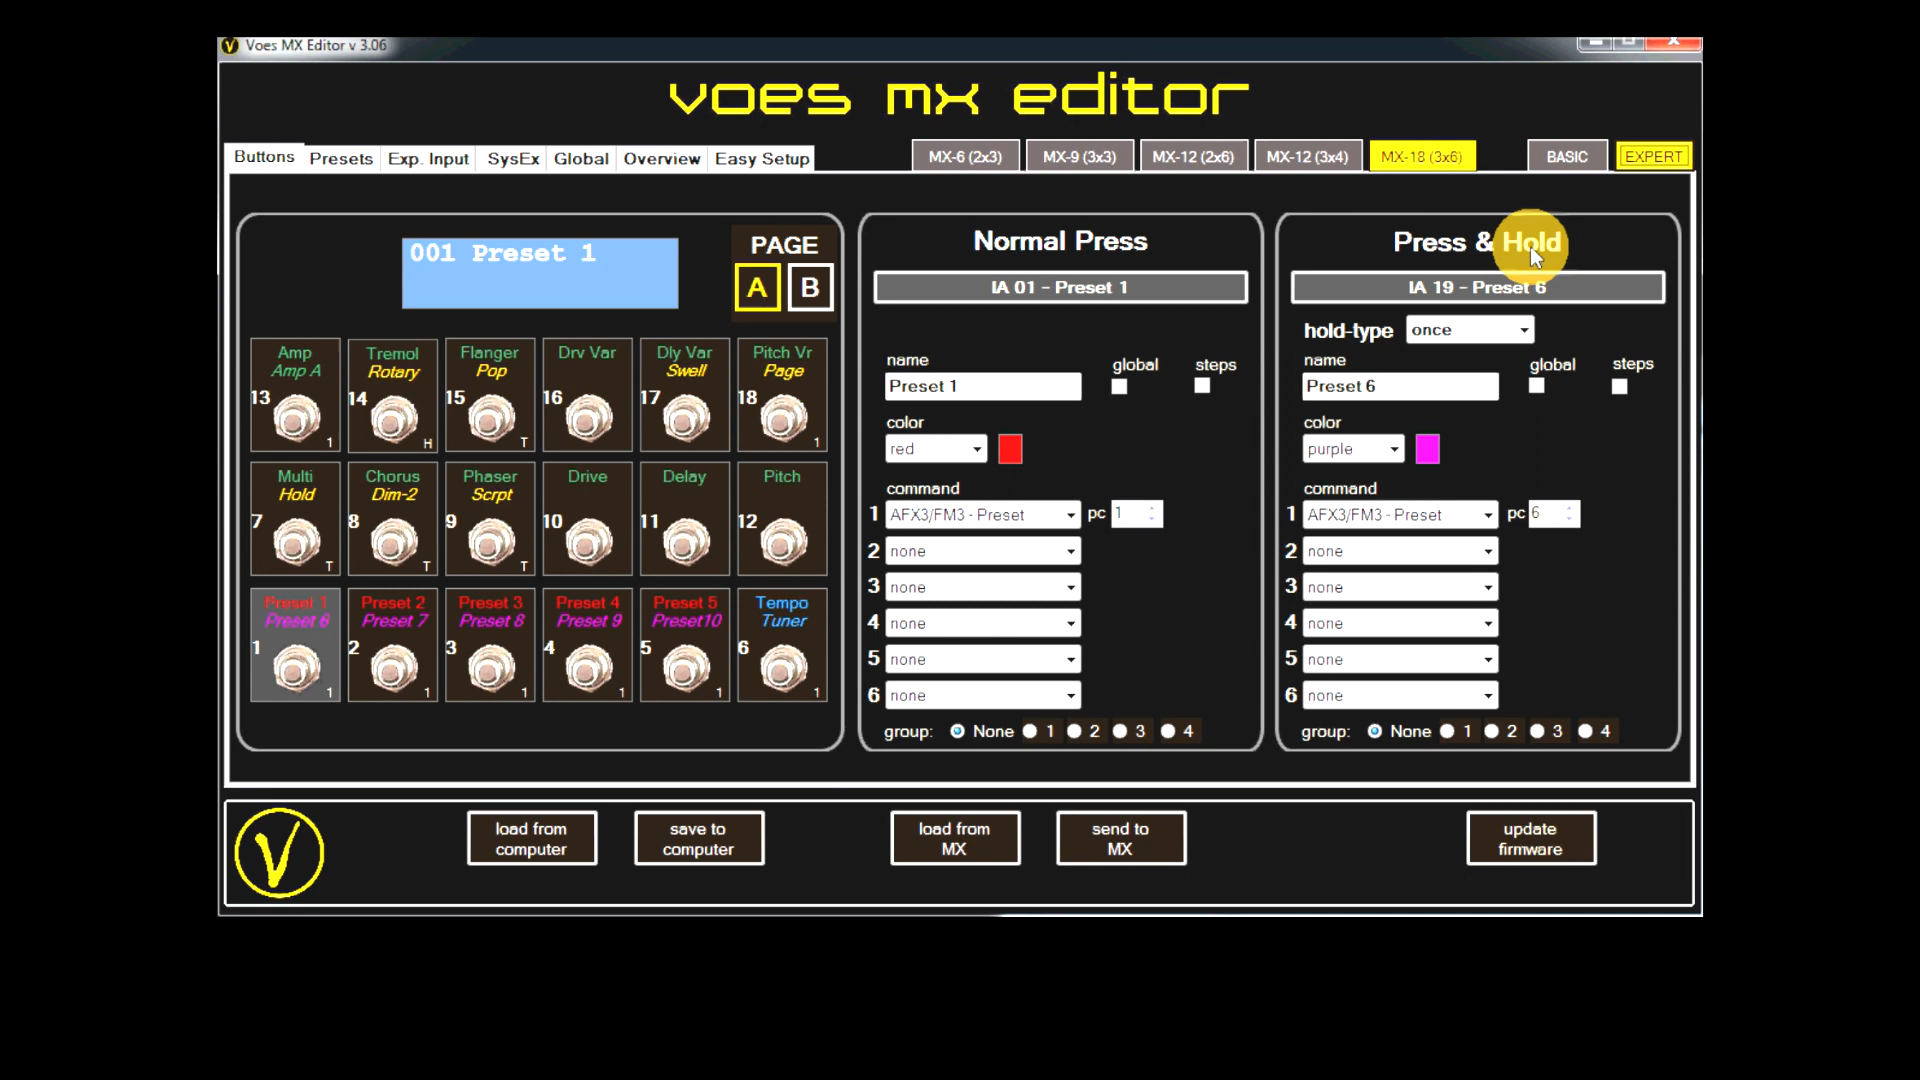 Voes MX Editor v 3.06
voes mx editor
Buttons Presets Exp. Input SysEx Global Overview Easy Setup
MX-6 (2x3) MX-9 (3x3) MX-12 (2x6) MX-12 (3x4) MX-18 (3x6) BASIC EXPERT
001 Preset 1
PAGE
A B
Amp Tremol Flanger Drv Var Dly Var Pitch Vr
Amp A Rotary Pop Swell Page
13 14 15 16 17 18
1 H T 1
Multi Chorus Phaser Drive Delay Pitch
Hold Dim-2 Scrpt
7 8 9 10 11 12
T T T
Preset 1 Preset 2 Preset 3 Preset 4 Preset 5 Tempo
Preset 6 Preset 7 Preset 8 Preset 9 Preset10 Tuner
1 2 3 4 5 6
1 1 1 1 1 1
Normal Press
IA 01 - Preset 1
name global steps
Preset 1
color
red
command
1 AFX3/FM3 - Preset pc 1
2 none
3 none
4 none
5 none
6 none
group: None 1 2 3 4
Press & Hold
IA 19 - Preset 6
hold-type once
name global steps
Preset 6
color
purple
command
1 AFX3/FM3 - Preset pc 6
2 none
3 none
4 none
5 none
6 none
group: None 1 2 3 4
V
load from
computer
save to
computer
load from
MX
send to
MX
update
firmware